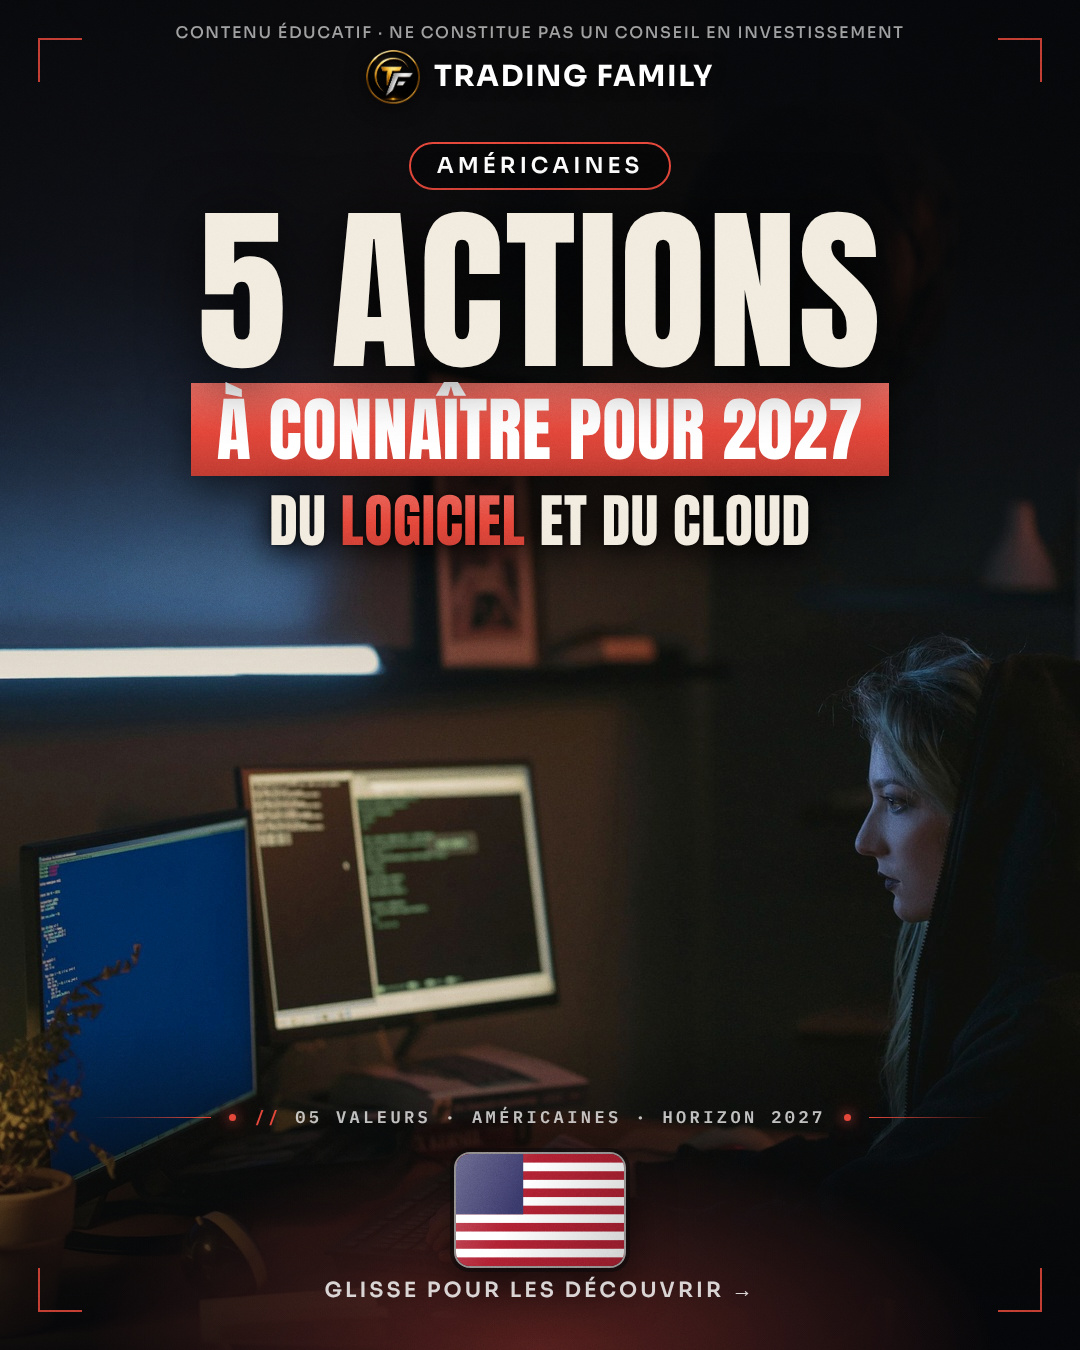 CONTENU ÉDUCATIF · NE CONSTITUE PAS UN CONSEIL EN INVESTISSEMENT
TF TRADING FAMILY
AMÉRICAINES
5 ACTIONS
À CONNAÎTRE POUR 2027
DU LOGICIEL ET DU CLOUD
// 05 VALEURS · AMÉRICAINES · HORIZON 2027
GLISSE POUR LES DÉCOUVRIR →